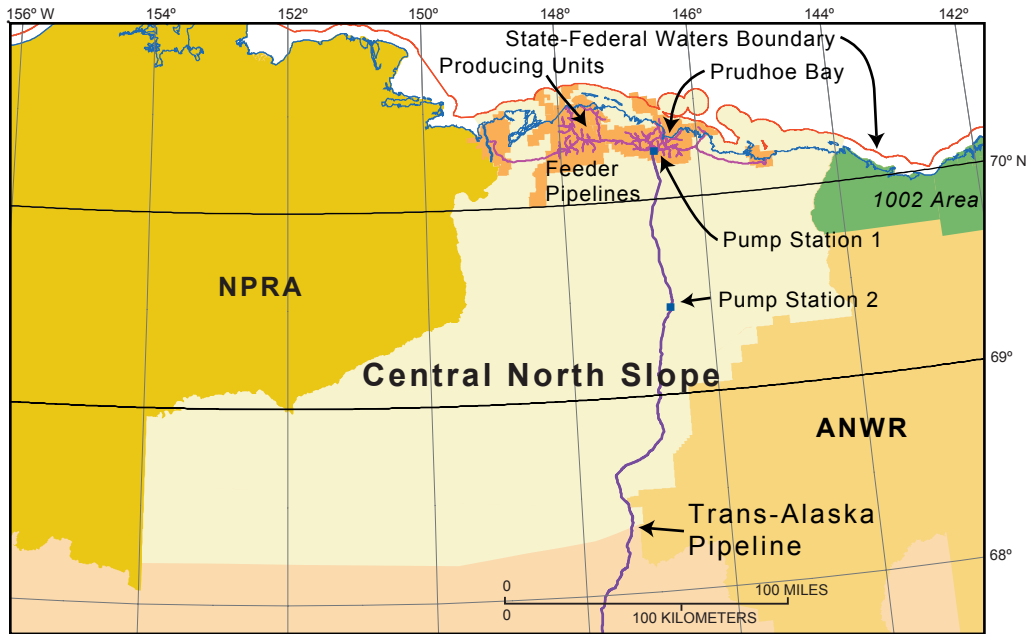 156° W 154° 152° 150° 148° 146° 144° 142°
State-Federal Waters Boundary
Producing Units
Prudhoe Bay
70° N
Feeder
Pipelines
1002 Area
Pump Station 1
NPRA
Pump Station 2
69°
Central North Slope
ANWR
Trans-Alaska
Pipeline
68°
0 100 MILES
0 100 KILOMETERS